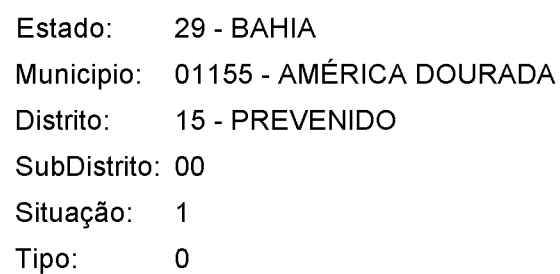 Estado: 29 - BAHIA
Municipio: 01155 - AMÉRICA DOURADA
Distrito: 15 - PREVENIDO
SubDistrito: 00
Situação: 1
Tipo: 0